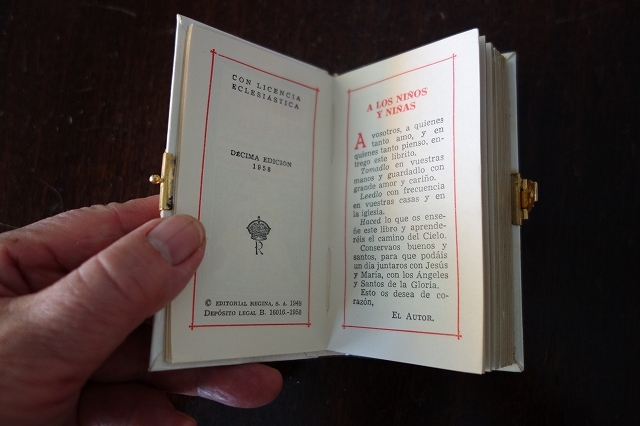 CON LICENCIA
ECLESIÁSTICA
DÉCIMA EDICION
1958
R
© EDITORIAL REGINA, S. A. 1948
DEPÓSITO LEGAL B. 16016.-1958
A LOS NIÑOS
Y NIÑAS
A vosotros, a quienes
tanto amo, y en
quienes tanto pienso, en-
trego este librito.
Tomadlo en vuestras
manos y guardadlo con
grande amor y cariño.
Leedlo con frecuencia
en vuestras casas y en
la iglesia.
Haced lo que os ense-
ñe este libro y aprende-
réis el camino del Cielo.
Conservaos buenos y
santos, para que podáis
un día juntaros con Jesús
y María, con los Angeles
y Santos de la Gloria.
Esto os desea de co-
razón,
EL AUTOR.